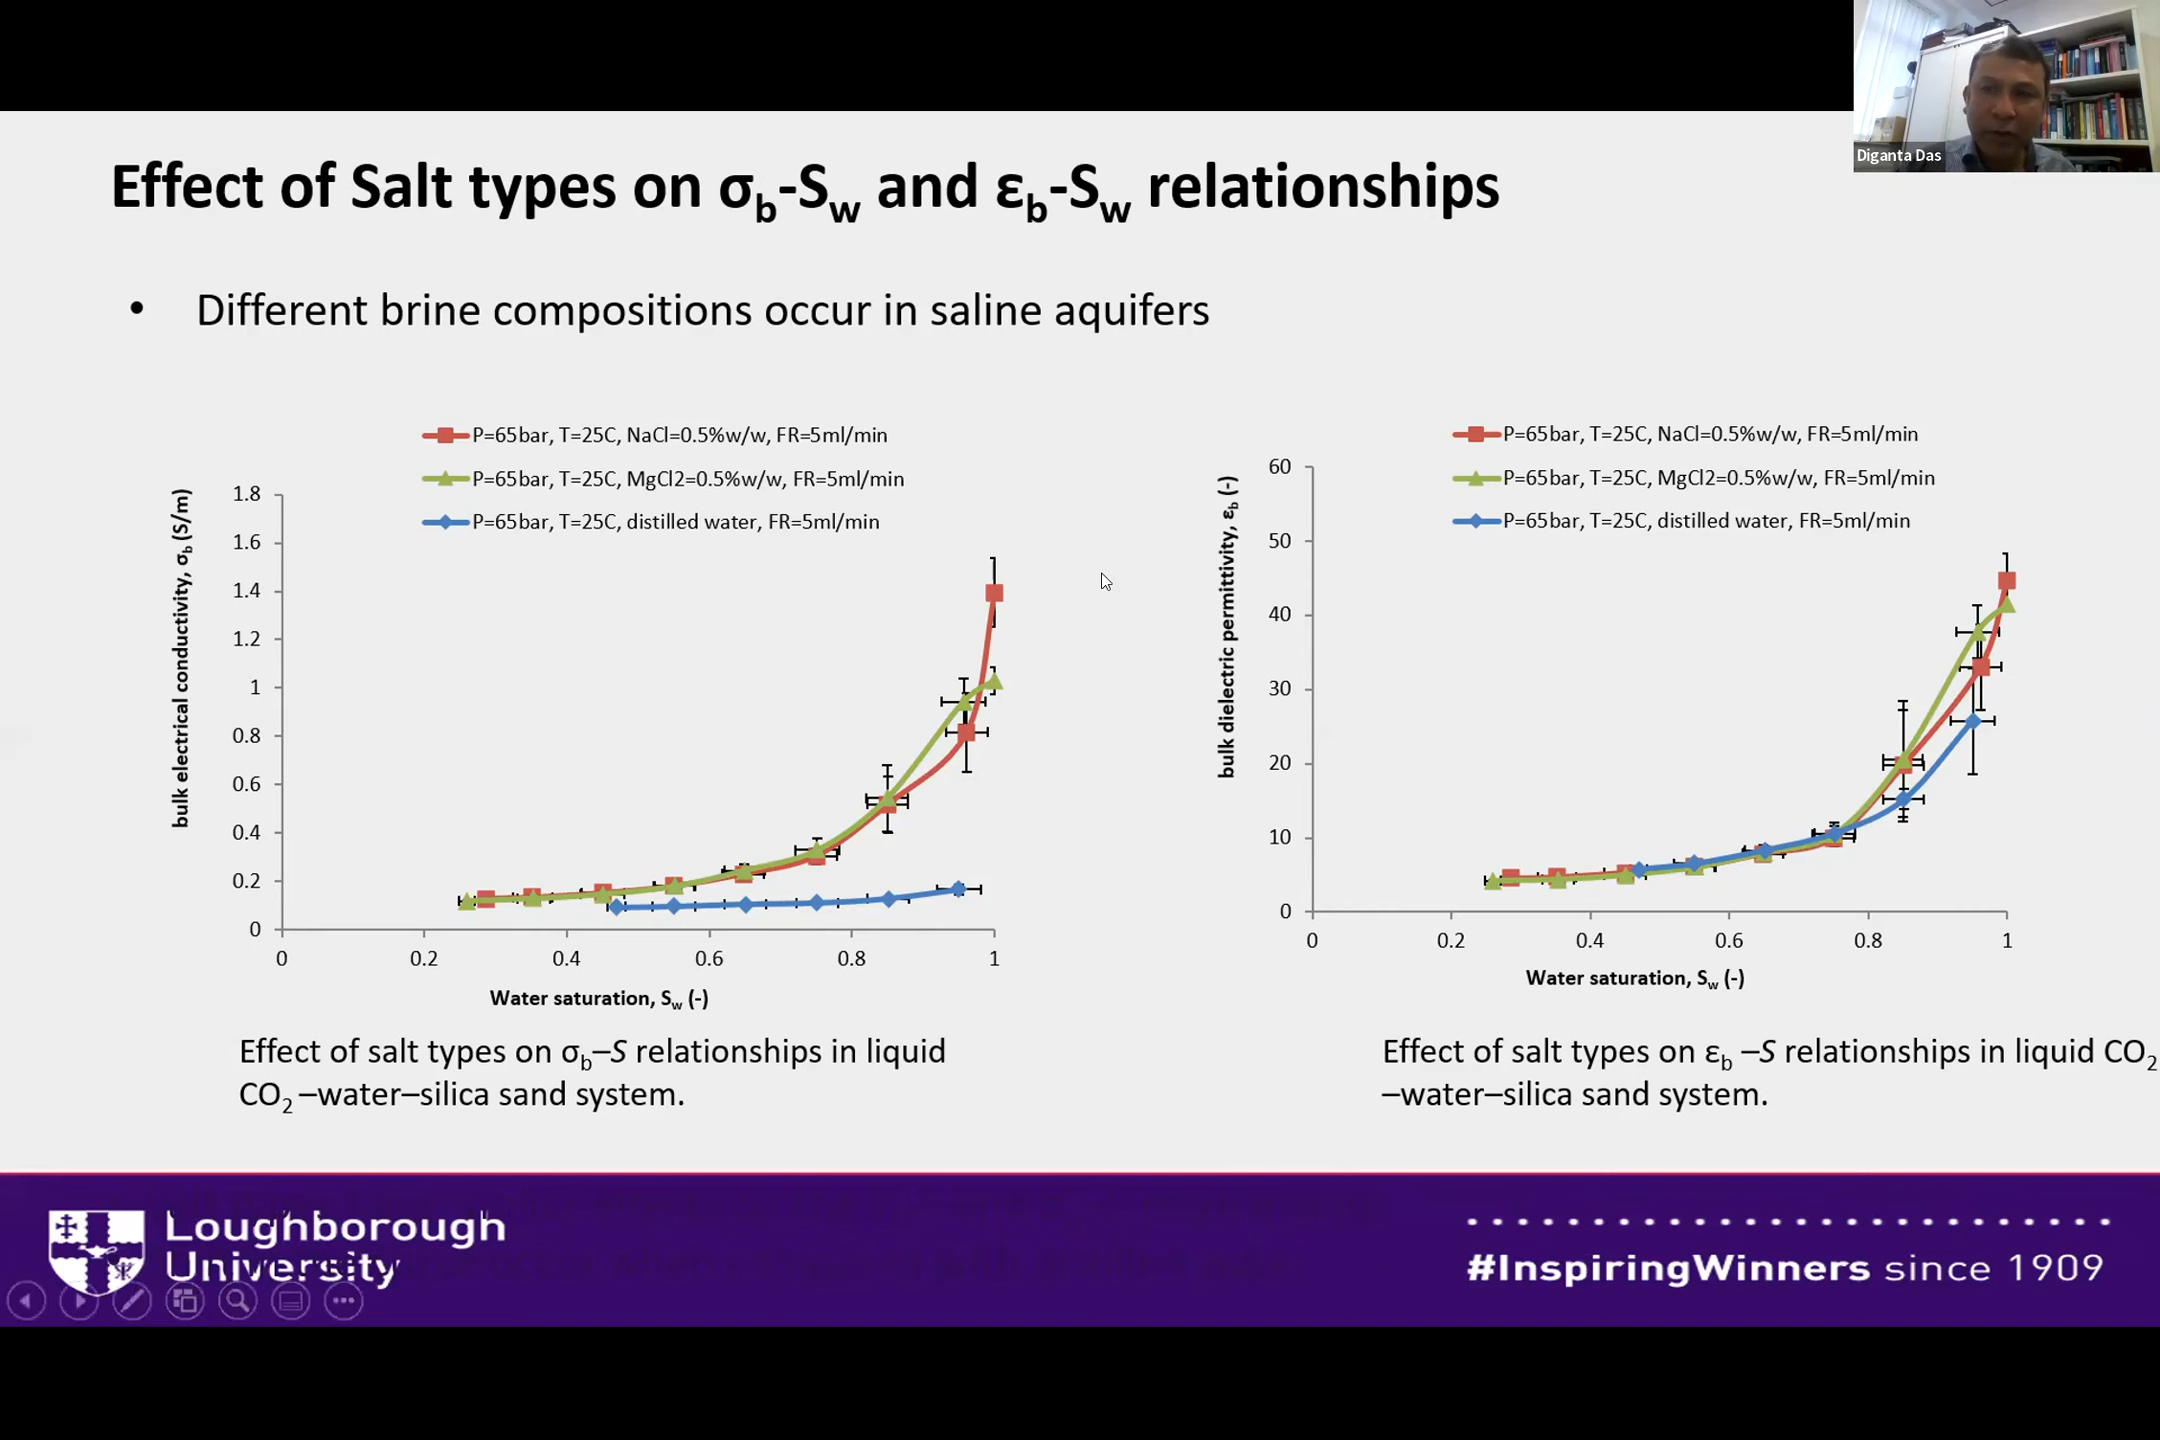 Diganta Das
Effect of Salt types on σb-Sw and εb-Sw relationships
• Different brine compositions occur in saline aquifers
P=65bar, T=25C, NaCl=0.5%w/w, FR=5ml/min
P=65bar, T=25C, MgCl2=0.5%w/w, FR=5ml/min
P=65bar, T=25C, distilled water, FR=5ml/min
bulk electrical conductivity, σb (S/m)
1.8
1.6
1.4
1.2
1
0.8
0.6
0.4
0.2
0
0 0.2 0.4 0.6 0.8 1
Water saturation, Sw (-)
Effect of salt types on σb–S relationships in liquid
CO2 –water–silica sand system.
P=65bar, T=25C, NaCl=0.5%w/w, FR=5ml/min
P=65bar, T=25C, MgCl2=0.5%w/w, FR=5ml/min
P=65bar, T=25C, distilled water, FR=5ml/min
bulk dielectric permittivity, εb (-)
60
50
40
30
20
10
0
0 0.2 0.4 0.6 0.8 1
Water saturation, Sw (-)
Effect of salt types on εb –S relationships in liquid CO2
–water–silica sand system.
Loughborough
University
#InspiringWinners since 1909